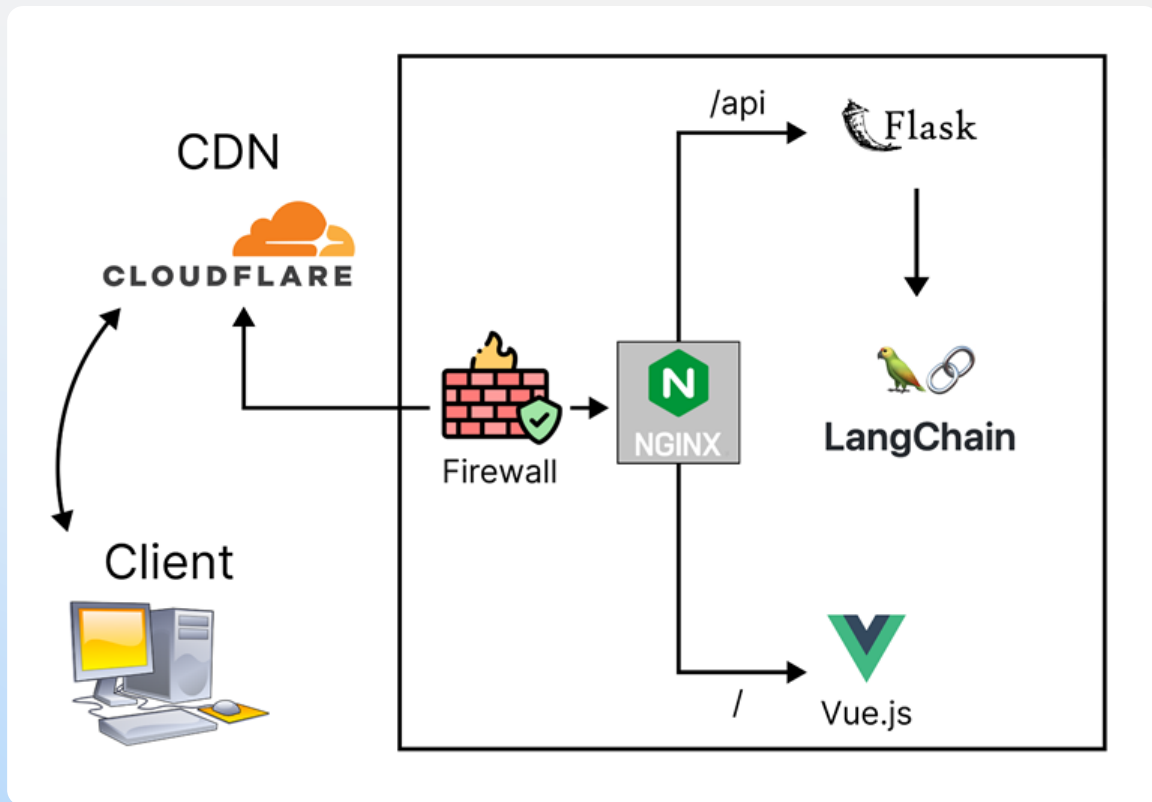 CDN
CLOUDFLARE
Client
Firewall
NGINX
/api
Flask
LangChain
/
Vue.js